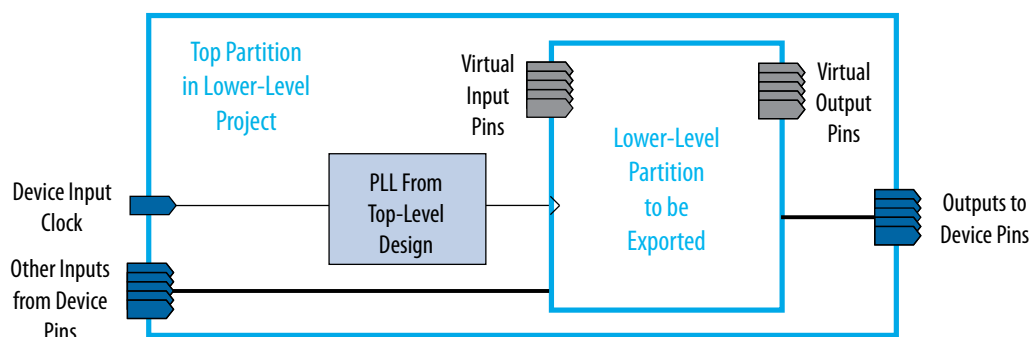 Top Partition
in Lower-Level
Project
Virtual
Input
Pins
Virtual
Output
Pins
Lower-Level
Partition
to be
Exported
PLL From
Top-Level
Design
Device Input
Clock
Other Inputs
from Device
Pins
Outputs to
Device Pins